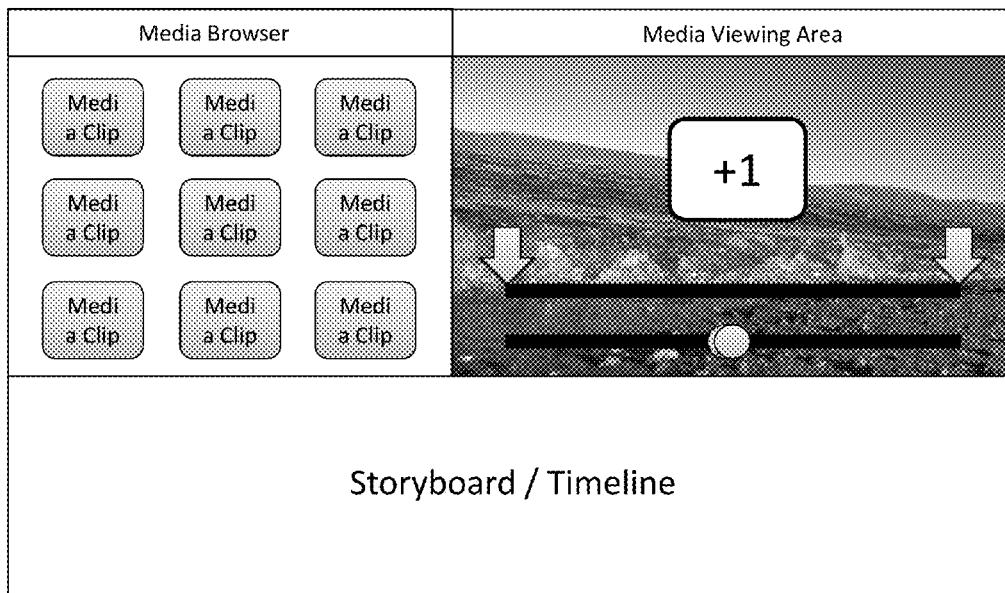 Media Browser
Media Viewing Area
Medi
a Clip
Medi
a Clip
Medi
a Clip
+1
Medi
a Clip
Medi
a Clip
Medi
a Clip
Medi
a Clip
Medi
a Clip
Medi
a Clip
Storyboard / Timeline